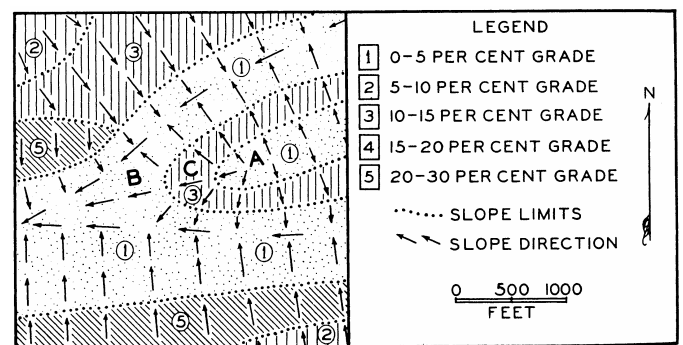 ② ③ ①
⑤ B C A ①
③
① ①
⑤ ②
LEGEND
1 0-5 PER CENT GRADE
2 5-10 PER CENT GRADE
3 10-15 PER CENT GRADE
4 15-20 PER CENT GRADE
5 20-30 PER CENT GRADE
SLOPE LIMITS
SLOPE DIRECTION
N
0 500 1000
FEET